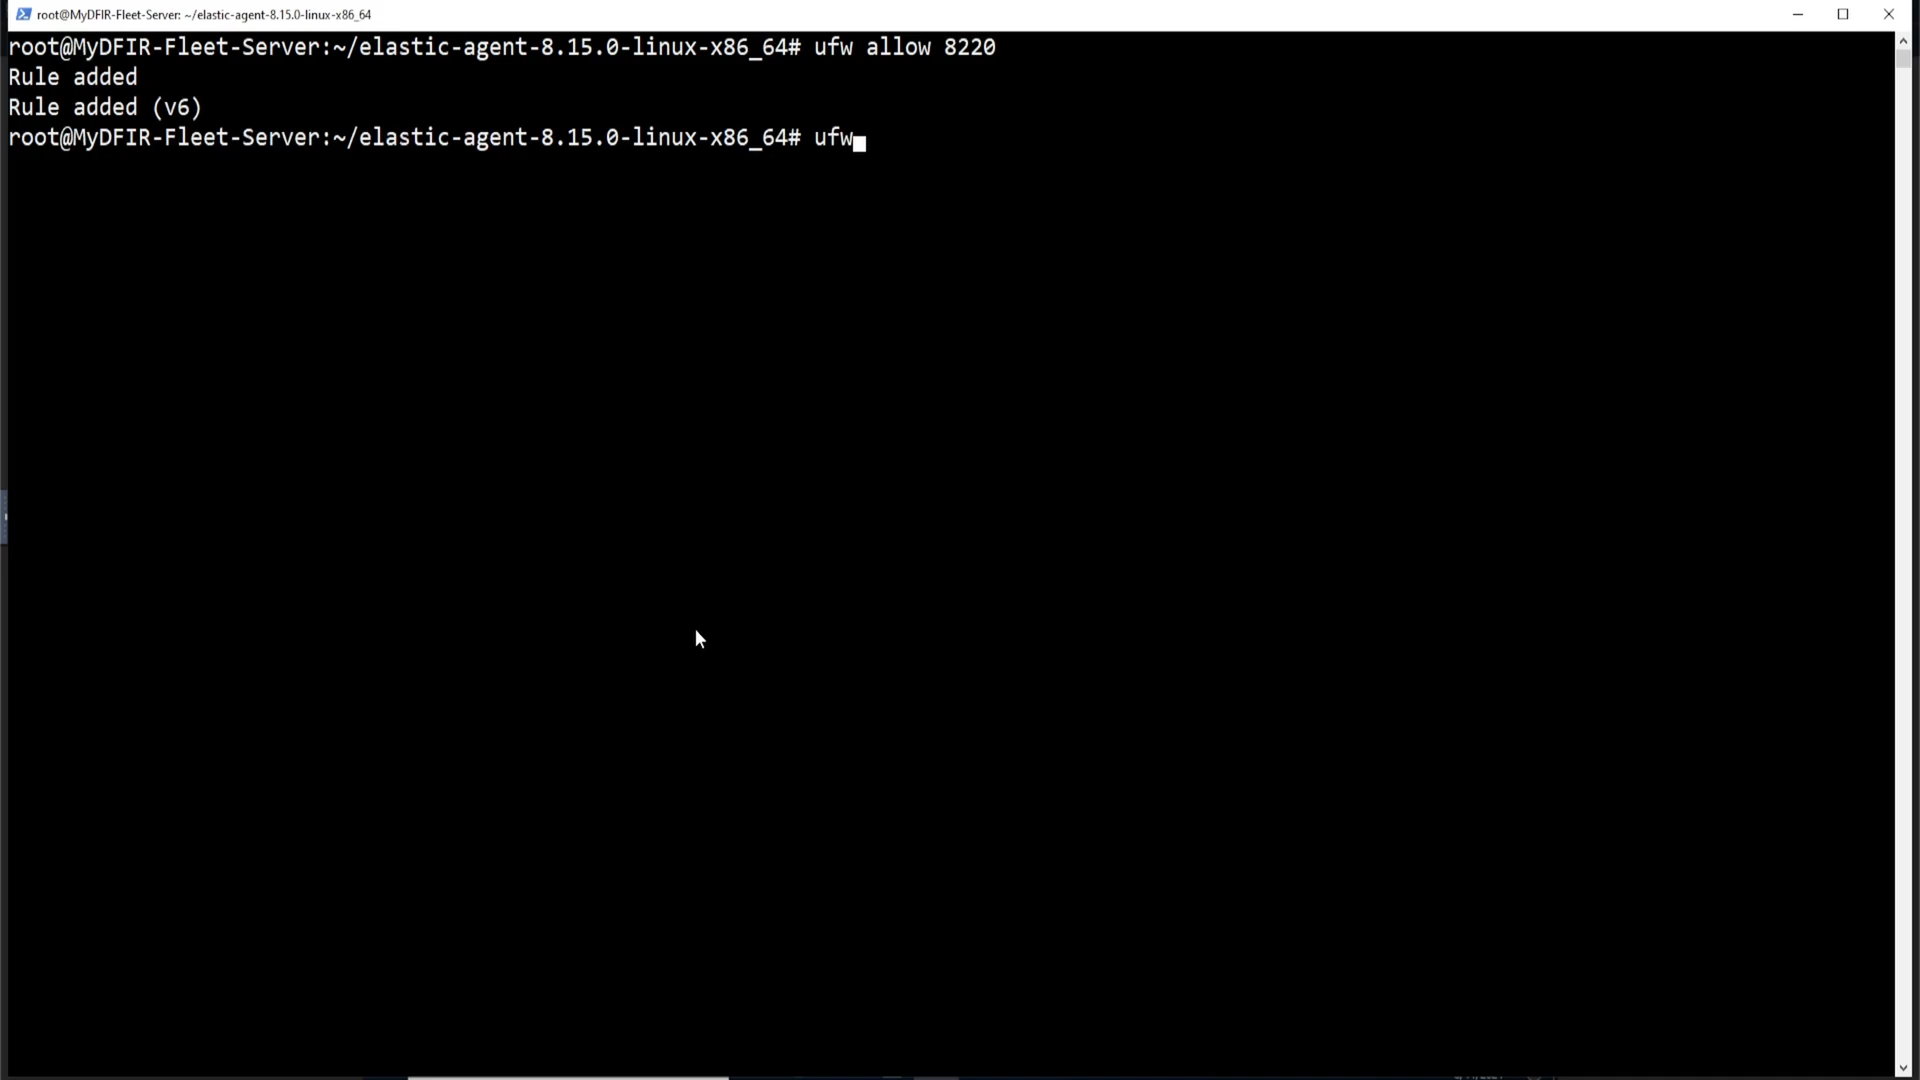 root@MyDFIR-Fleet-Server: ~/elastic-agent-8.15.0-linux-x86_64
root@MyDFIR-Fleet-Server:~/elastic-agent-8.15.0-linux-x86_64# ufw allow 8220
Rule added
Rule added (v6)
root@MyDFIR-Fleet-Server:~/elastic-agent-8.15.0-linux-x86_64# ufw